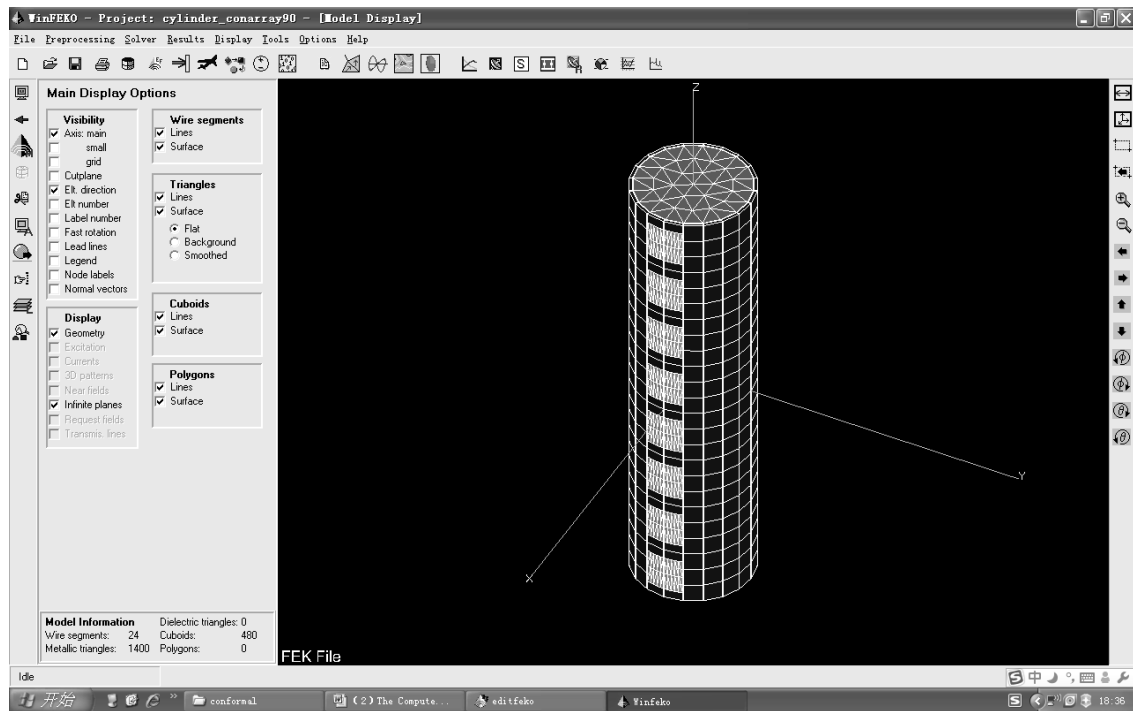 WinFEKO - Project: cylinder_conarray90 - [Model Display]
File Preprocessing Solver Results Display Tools Options Help
Main Display Options
Visibility
Axis: main
small
grid
Cutplane
Elt. direction
Elt number
Label number
Fast rotation
Lead lines
Legend
Node labels
Normal vectors
Display
Geometry
Excitation
Currents
3D patterns
Near fields
Infinite planes
Request fields
Transmis. lines
Wire segments
Lines
Surface
Triangles
Lines
Surface
Flat
Background
Smoothed
Cuboids
Lines
Surface
Polygons
Lines
Surface
Z
Y
X
Model Information Dielectric triangles: 0
Wire segments: 24 Cuboids: 480
Metallic triangles: 1400 Polygons: 0
FEK File
Idle
中
开始 conformal (2)The Compute... editfeko Winfeko 18:36